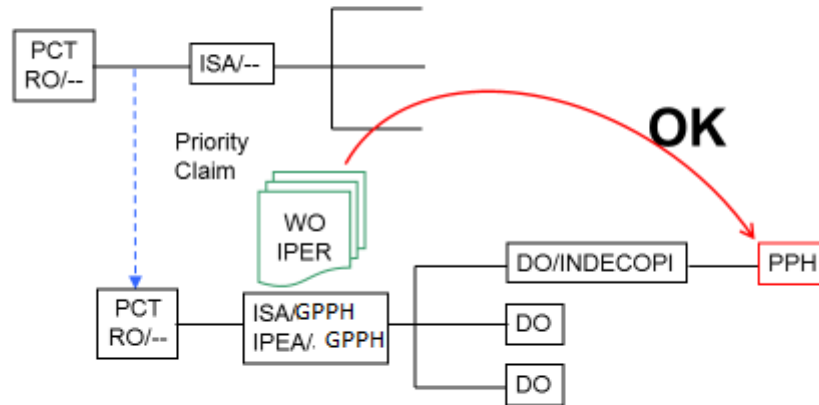 PCT
RO/--
ISA/--
Priority
Claim
OK
WO
IPER
DO/INDECOPI
PPH
PCT
RO/--
ISA/GPPH
IPEA/. GPPH
DO
DO